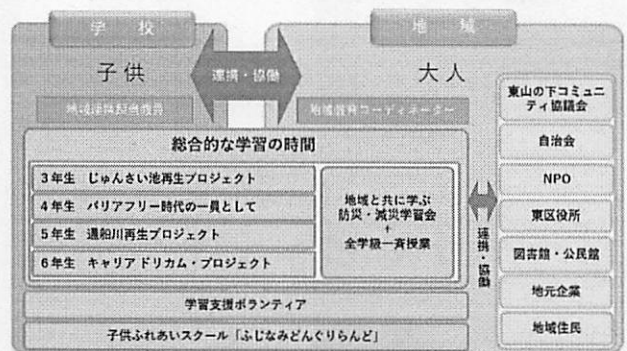 学校
地域
子供
連携・協働
大人
地域連携担当教員
地域教育コーディネーター
総合的な学習の時間
3年生 じゅんさい池再生プロジェクト
4年生 バリアフリー時代の一員として
5年生 通船川再生プロジェクト
6年生 キャリアドリカム・プロジェクト
地域と共に学ぶ
防災・減災学習会
+
全学級一斉授業
学習支援ボランティア
子供ふれあいスクール「ふじなみどんぐりらんど」
連携・協働
東山の下コミュニ
ティ協議会
自治会
NPO
東区役所
図書館・公民館
地元企業
地域住民